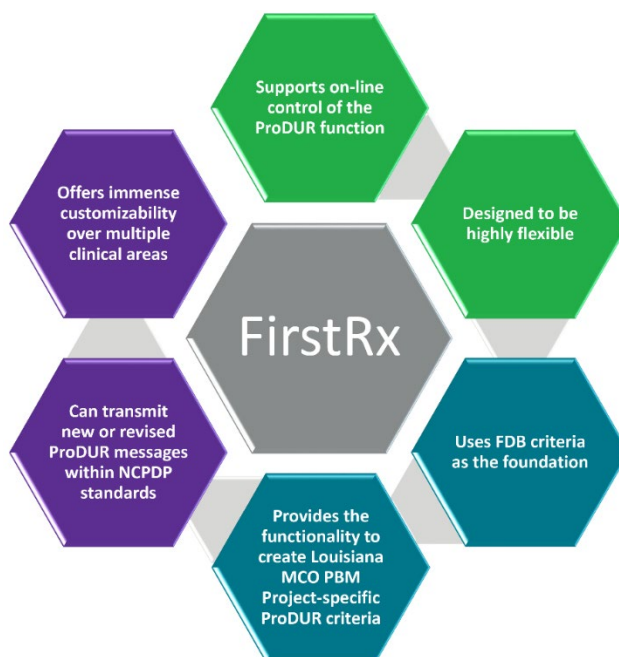 Supports on-line
control of the
ProDUR function
Designed to be
highly flexible
Uses FDB criteria
as the foundation
Provides the
functionality to
create Louisiana
MCO PBM
Project-specific
ProDUR criteria
Can transmit
new or revised
ProDUR messages
within NCPDP
standards
Offers immense
customizability
over multiple
clinical areas
FirstRx